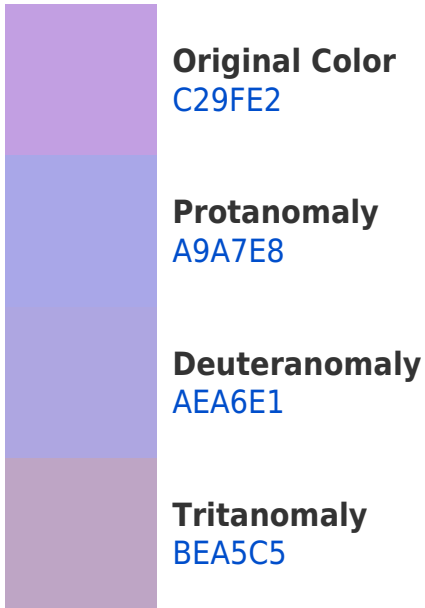 Original Color
C29FE2
Protanomaly
A9A7E8
Deuteranomaly
AEA6E1
Tritanomaly
BEA5C5